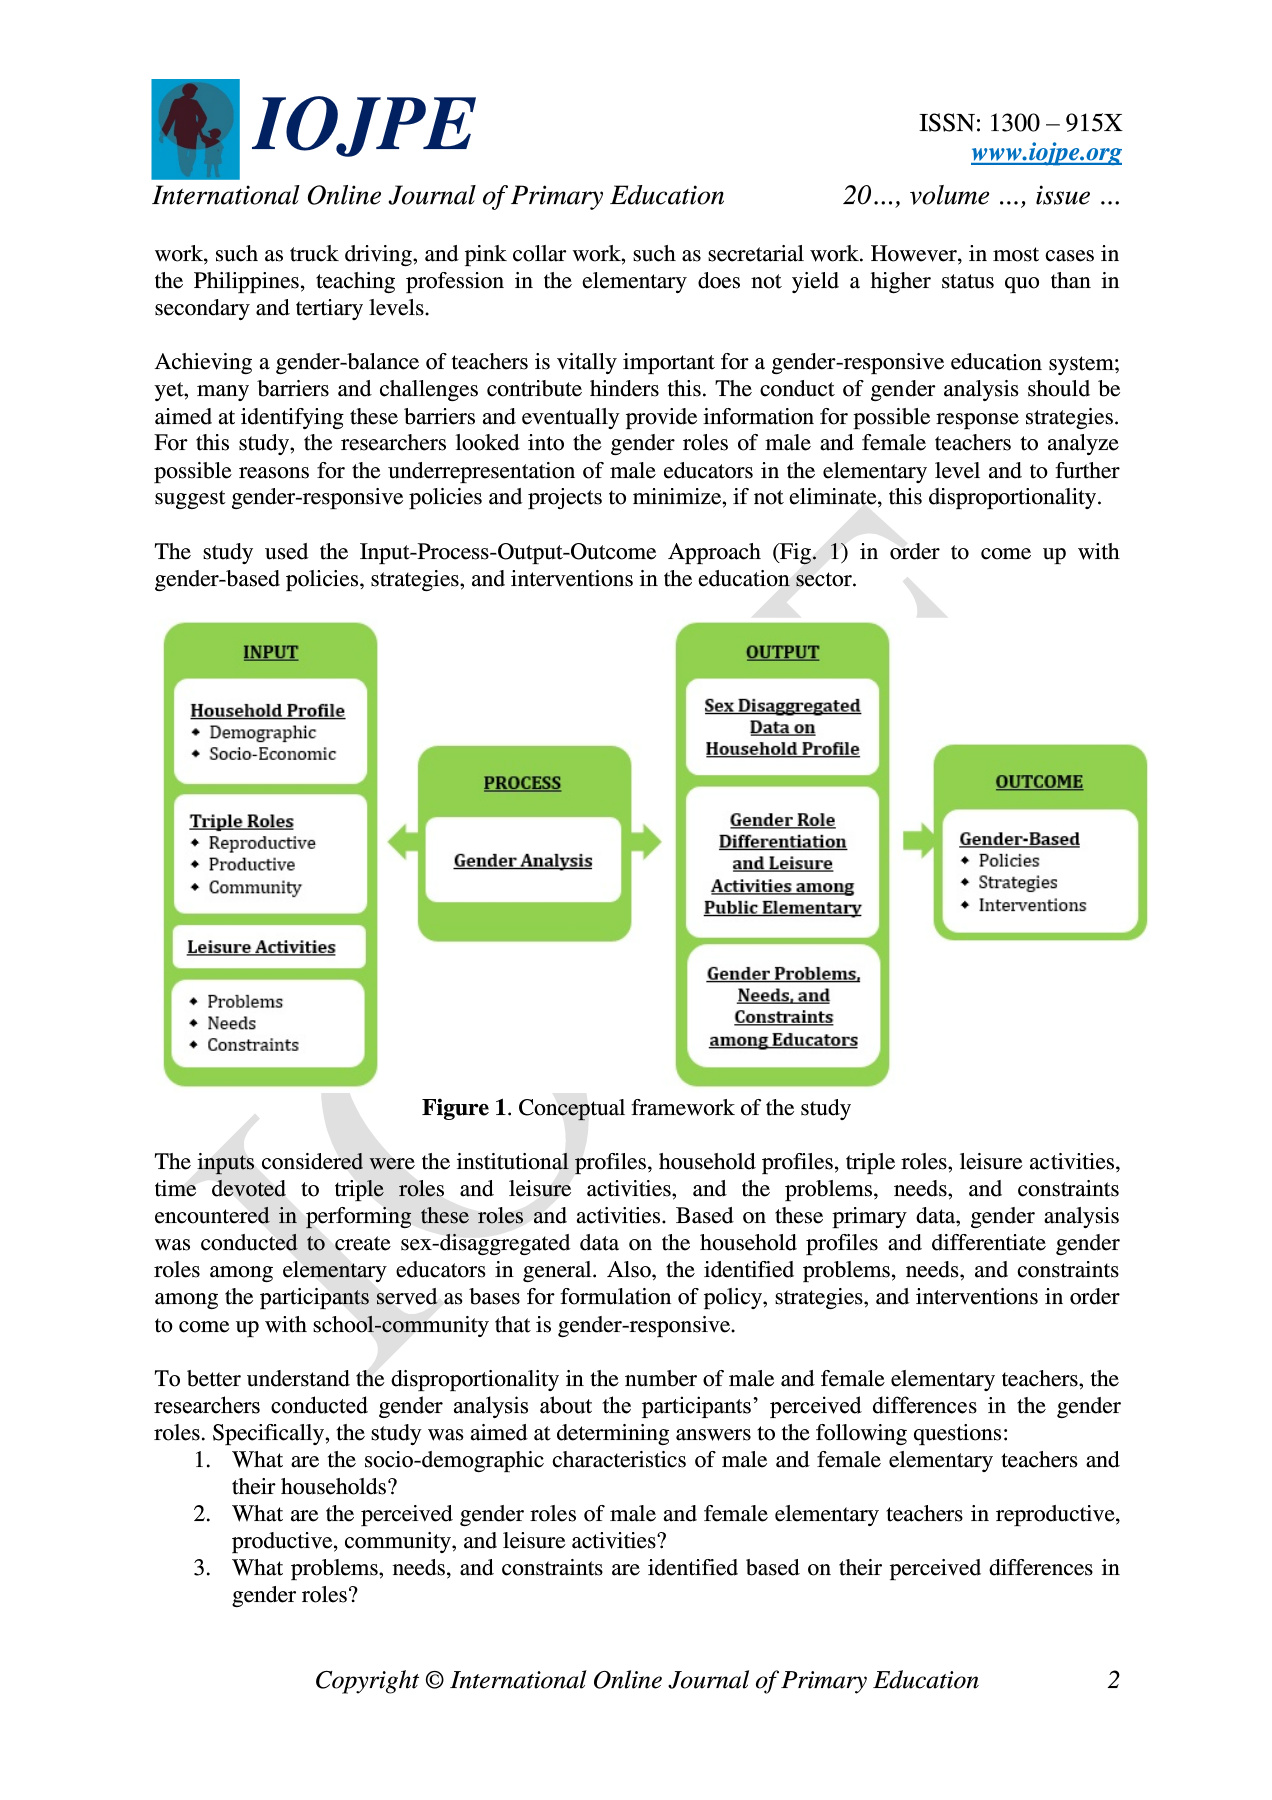 IOJPE
ISSN: 1300 – 915X
www.iojpe.org
International Online Journal of Primary Education 20…, volume …, issue …
work, such as truck driving, and pink collar work, such as secretarial work. However, in most cases in
the Philippines, teaching profession in the elementary does not yield a higher status quo than in
secondary and tertiary levels.
Achieving a gender-balance of teachers is vitally important for a gender-responsive education system;
yet, many barriers and challenges contribute hinders this. The conduct of gender analysis should be
aimed at identifying these barriers and eventually provide information for possible response strategies.
For this study, the researchers looked into the gender roles of male and female teachers to analyze
possible reasons for the underrepresentation of male educators in the elementary level and to further
suggest gender-responsive policies and projects to minimize, if not eliminate, this disproportionality.
The study used the Input-Process-Output-Outcome Approach (Fig. 1) in order to come up with
gender-based policies, strategies, and interventions in the education sector.
INPUT
Household Profile
◆ Demographic
◆ Socio-Economic
Triple Roles
◆ Reproductive
◆ Productive
◆ Community
Leisure Activities
◆ Problems
◆ Needs
◆ Constraints
PROCESS
Gender Analysis
OUTPUT
Sex Disaggregated
Data on
Household Profile
Gender Role
Differentiation
and Leisure
Activities among
Public Elementary
Gender Problems,
Needs, and
Constraints
among Educators
OUTCOME
Gender-Based
◆ Policies
◆ Strategies
◆ Interventions
Figure 1. Conceptual framework of the study
The inputs considered were the institutional profiles, household profiles, triple roles, leisure activities,
time devoted to triple roles and leisure activities, and the problems, needs, and constraints
encountered in performing these roles and activities. Based on these primary data, gender analysis
was conducted to create sex-disaggregated data on the household profiles and differentiate gender
roles among elementary educators in general. Also, the identified problems, needs, and constraints
among the participants served as bases for formulation of policy, strategies, and interventions in order
to come up with school-community that is gender-responsive.
To better understand the disproportionality in the number of male and female elementary teachers, the
researchers conducted gender analysis about the participants’ perceived differences in the gender
roles. Specifically, the study was aimed at determining answers to the following questions:
1. What are the socio-demographic characteristics of male and female elementary teachers and
their households?
2. What are the perceived gender roles of male and female elementary teachers in reproductive,
productive, community, and leisure activities?
3. What problems, needs, and constraints are identified based on their perceived differences in
gender roles?
Copyright © International Online Journal of Primary Education 2